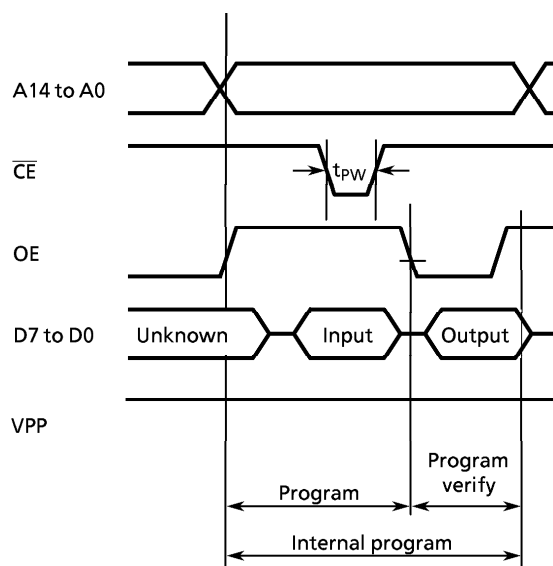 A14 to A0
CE
tPW
OE
D7 to D0
Unknown
Input
Output
VPP
Program
Program
verify
Internal program